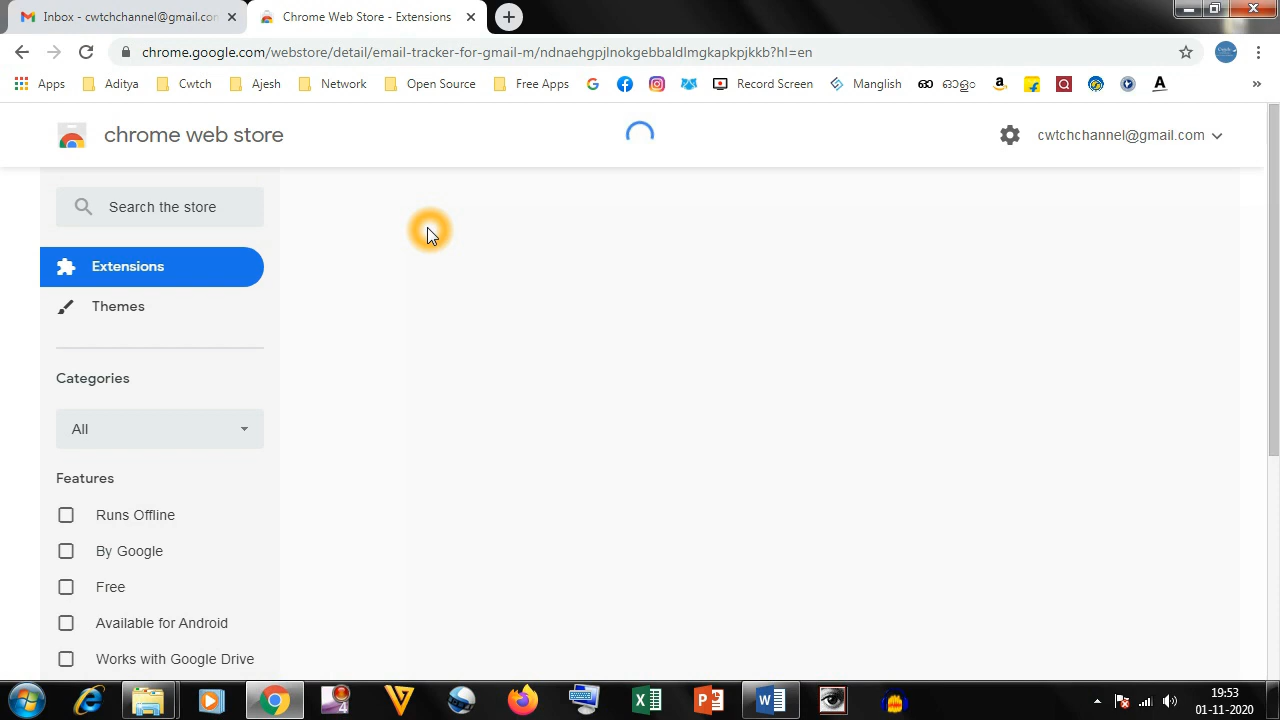 Inbox - cwtchchannel@gmail.con
Chrome Web Store - Extensions
chrome.google.com/webstore/detail/email-tracker-for-gmail-m/ndnaehgpjlnokgebbaldlmgkapkpjkkb?hl=en
Apps
Aditya
Cwtch
Ajesh
Network
Open Source
Free Apps
Record Screen
Manglish
ഓളം
chrome web store
cwtchchannel@gmail.com
Search the store
Extensions
Themes
Categories
All
Features
Runs Offline
By Google
Free
Available for Android
Works with Google Drive
19:53
01-11-2020